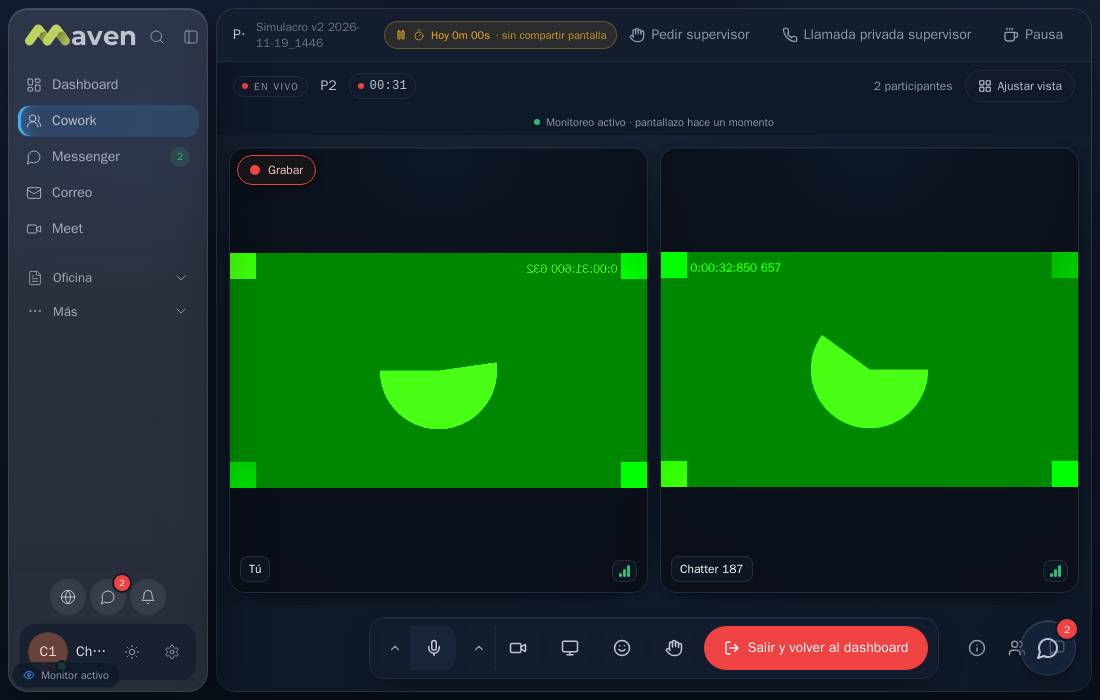 Maven
Dashboard
Cowork
Messenger 2
Correo
Meet
Oficina
Más
2
C1 Ch···
Monitor activo
P· Simulacro v2 2026-
11-19_1446
Hoy 0m 00s · sin compartir pantalla
Pedir supervisor
Llamada privada supervisor
Pausa
EN VIVO P2 00:31
2 participantes
Ajustar vista
Monitoreo activo · pantallazo hace un momento
Grabar
0:00:31:600 632
0:00:32:850 657
Tú
Chatter 187
Salir y volver al dashboard
2